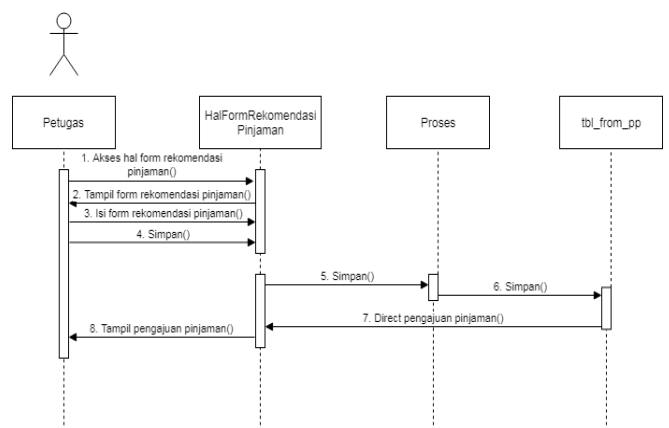 Petugas
HalFormRekomendasi
Pinjaman
Proses
tbl_from_pp
1. Akses hal form rekomendasi
pinjaman()
2. Tampil form rekomendasi pinjaman()
3. Isi form rekomendasi pinjaman()
4. Simpan()
5. Simpan()
6. Simpan()
7. Direct pengajuan pinjaman()
8. Tampil pengajuan pinjaman()